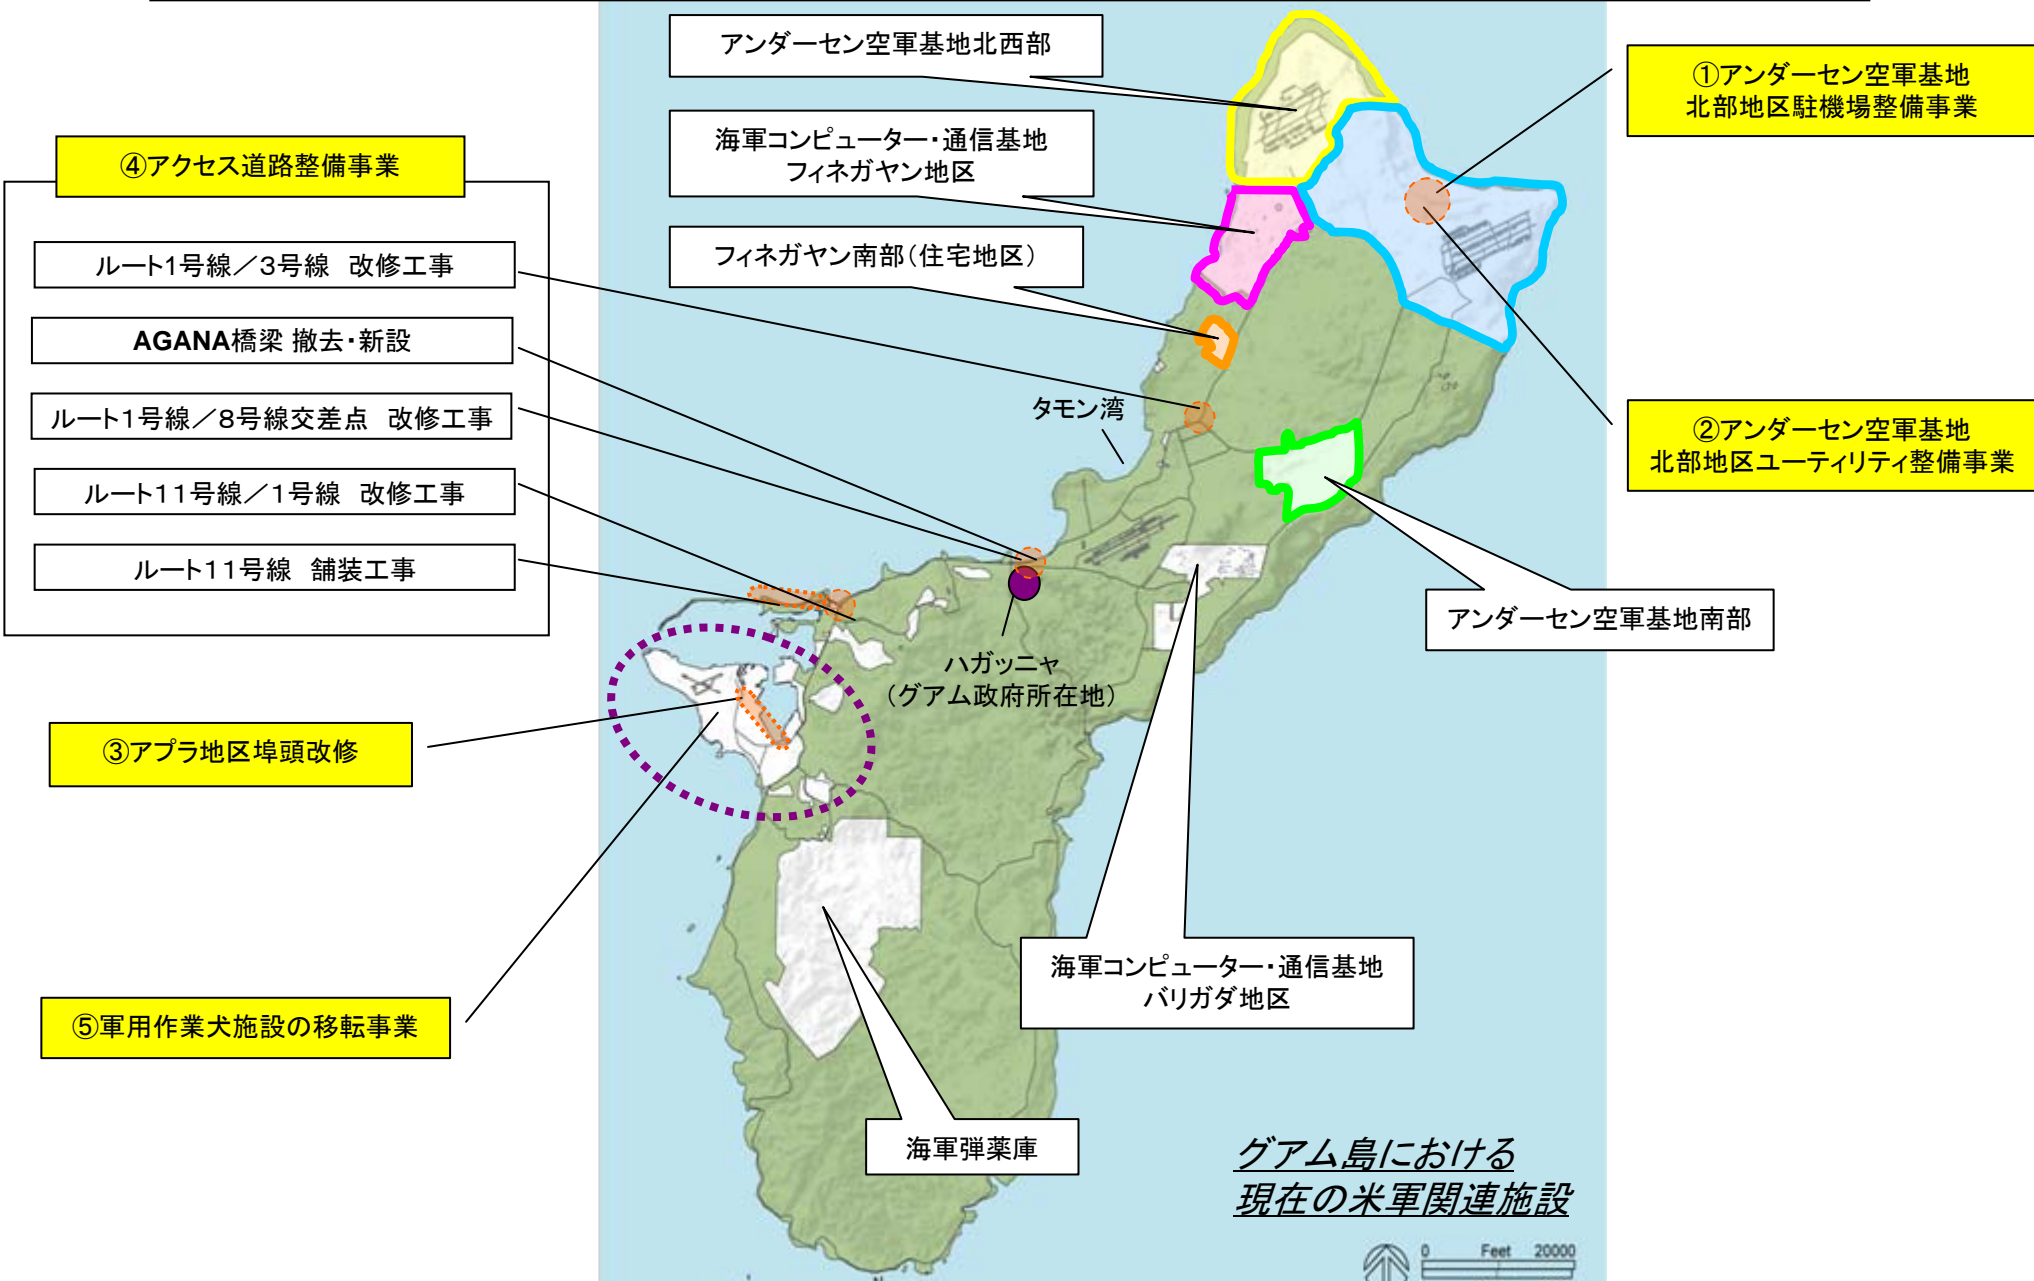 アンダーセン空軍基地北西部
①アンダーセン空軍基地
北部地区駐機場整備事業
海軍コンピューター・通信基地
フィネガヤン地区
④アクセス道路整備事業
フィネガヤン南部(住宅地区)
ルート1号線/3号線 改修工事
AGANA橋梁 撤去・新設
ルート1号線/8号線交差点 改修工事
ルート11号線/1号線 改修工事
ルート11号線 舗装工事
タモン湾
②アンダーセン空軍基地
北部地区ユーティリティ整備事業
アンダーセン空軍基地南部
ハガッニャ
(グアム政府所在地)
③アプラ地区埠頭改修
海軍コンピューター・通信基地
バリガダ地区
⑤軍用作業犬施設の移転事業
海軍弾薬庫
グアム島における
現在の米軍関連施設
0 Feet 20000
N